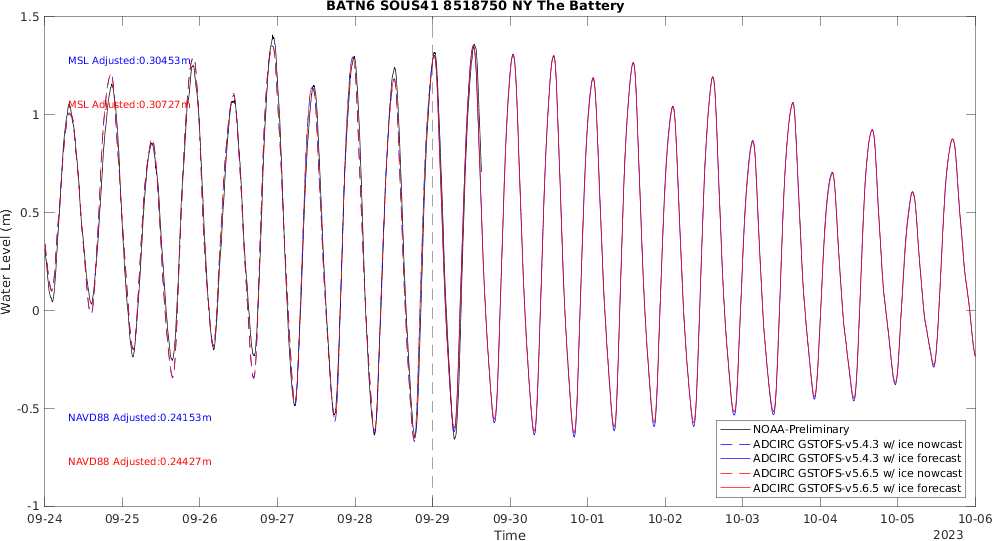 BATN6 SOUS41 8518750 NY The Battery
1.5
1
0.5
0
-0.5
-1
Water Level (m)
MSL Adjusted:0.30453m
MSL Adjusted:0.30727m
NAVD88 Adjusted:0.24153m
NAVD88 Adjusted:0.24427m
NOAA-Preliminary
ADCIRC GSTOFS-v5.4.3 w/ ice nowcast
ADCIRC GSTOFS-v5.4.3 w/ ice forecast
ADCIRC GSTOFS-v5.6.5 w/ ice nowcast
ADCIRC GSTOFS-v5.6.5 w/ ice forecast
09-24 09-25 09-26 09-27 09-28 09-29 09-30 10-01 10-02 10-03 10-04 10-05 10-06
Time
2023